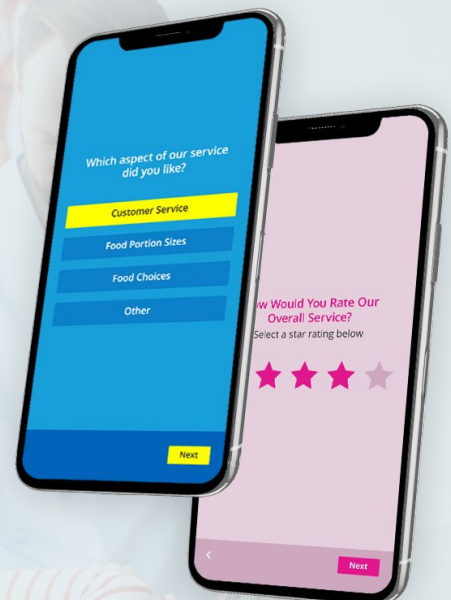 Which aspect of our service
did you like?
Customer Service
Food Portion Sizes
Food Choices
Other
Next
Would You Rate Our
Overall Service?
Select a star rating below
Next